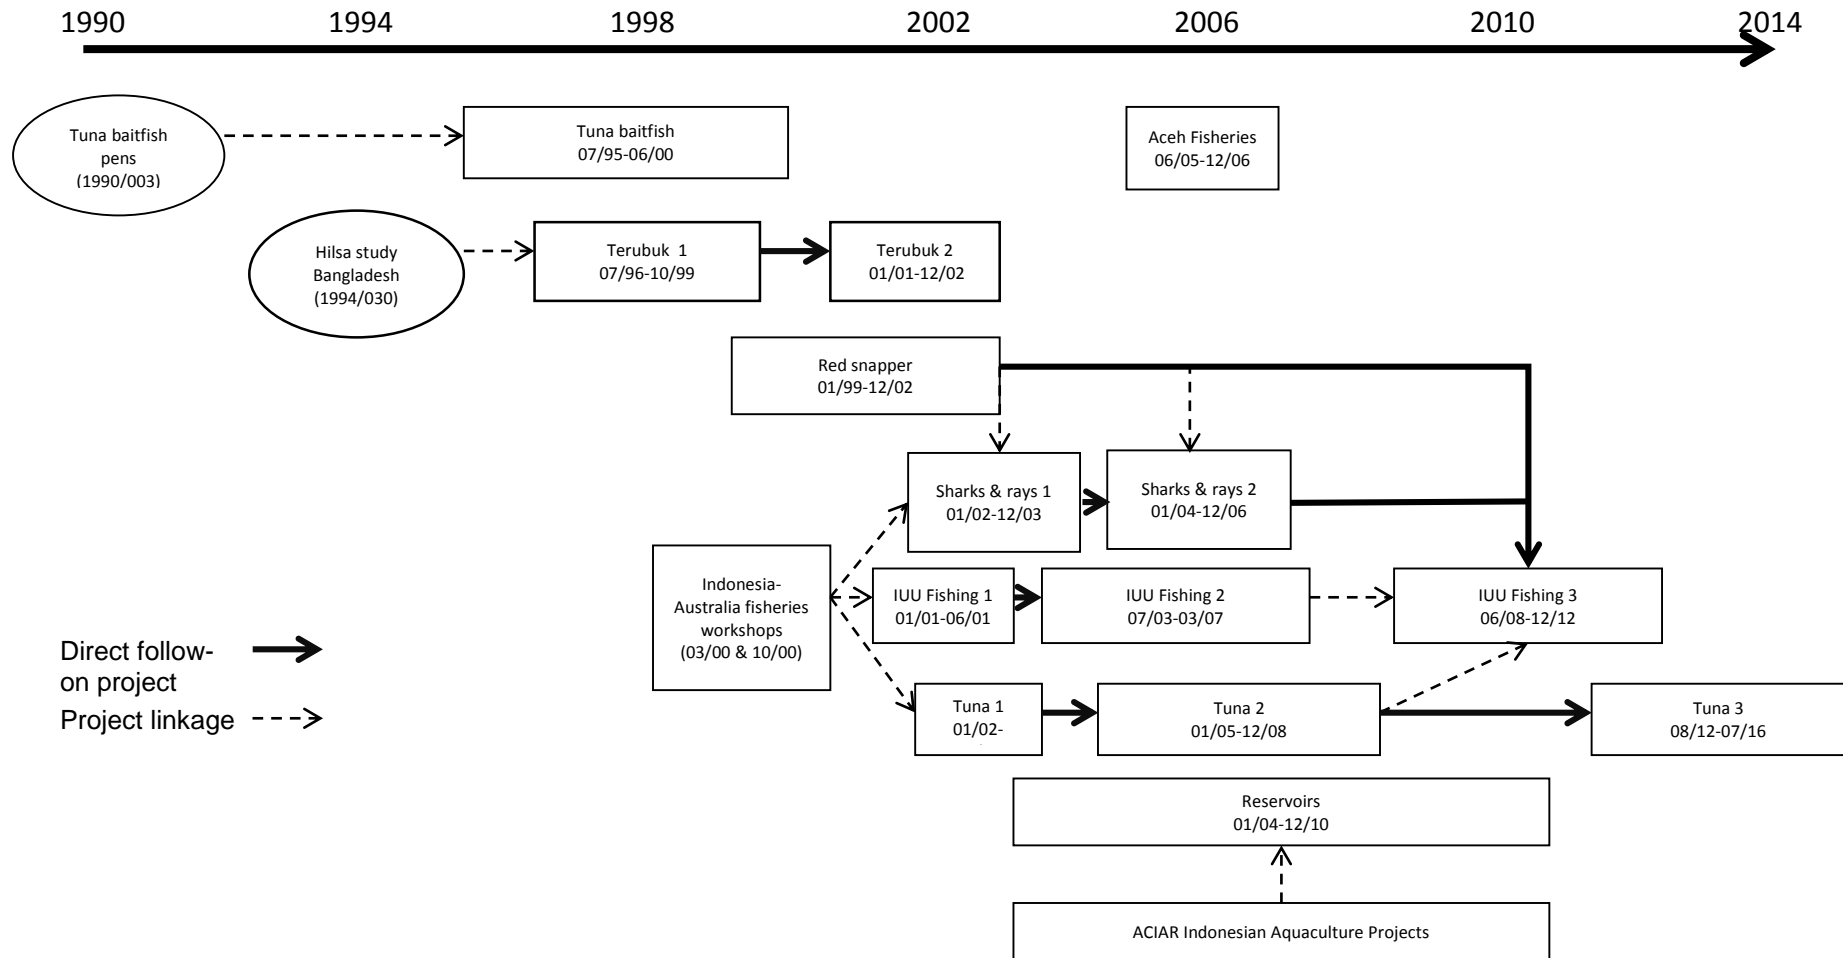 1990 1994 1998 2002 2006 2010 2014
Tuna baitfish
pens
(1990/003)
Tuna baitfish
07/95-06/00
Aceh Fisheries
06/05-12/06
Hilsa study
Bangladesh
(1994/030)
Terubuk 1
07/96-10/99
Terubuk 2
01/01-12/02
Red snapper
01/99-12/02
Sharks & rays 1
01/02-12/03
Sharks & rays 2
01/04-12/06
Indonesia-
Australia fisheries
workshops
(03/00 & 10/00)
IUU Fishing 1
01/01-06/01
IUU Fishing 2
07/03-03/07
IUU Fishing 3
06/08-12/12
Direct follow-
on project
Project linkage
Tuna 1
01/02-
Tuna 2
01/05-12/08
Tuna 3
08/12-07/16
Reservoirs
01/04-12/10
ACIAR Indonesian Aquaculture Projects